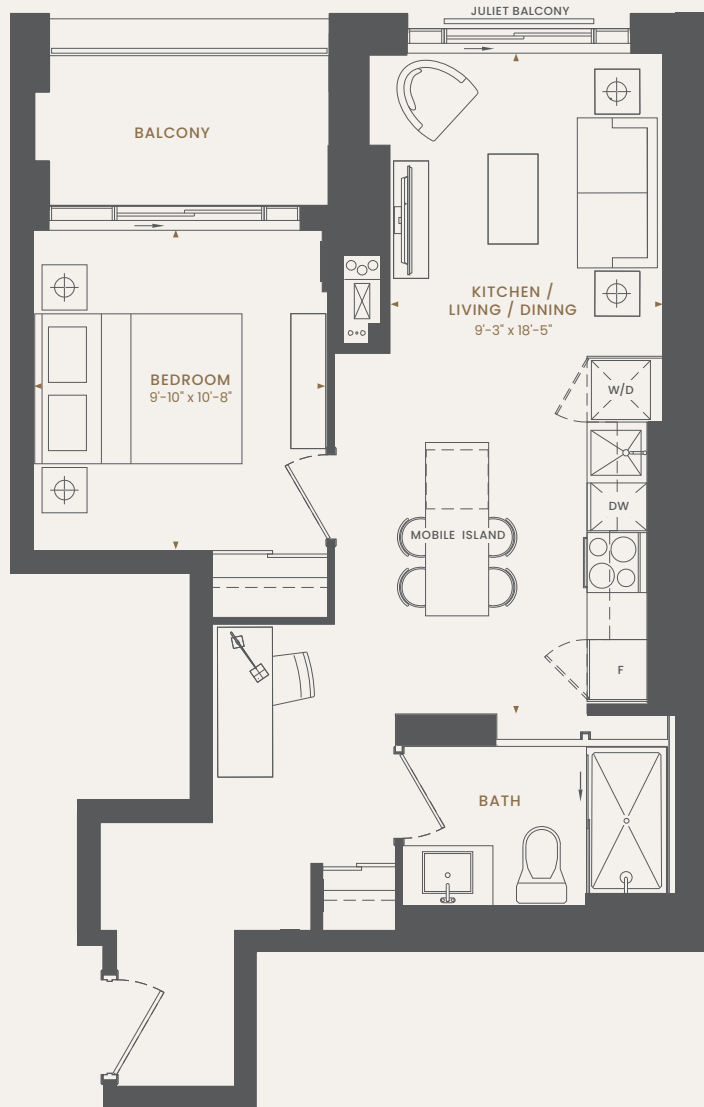 JULIET BALCONY
BALCONY
KITCHEN /
LIVING / DINING
9'-3" x 18'-5"
BEDROOM
9'-10" x 10'-8"
W/D
DW
MOBILE ISLAND
F
BATH